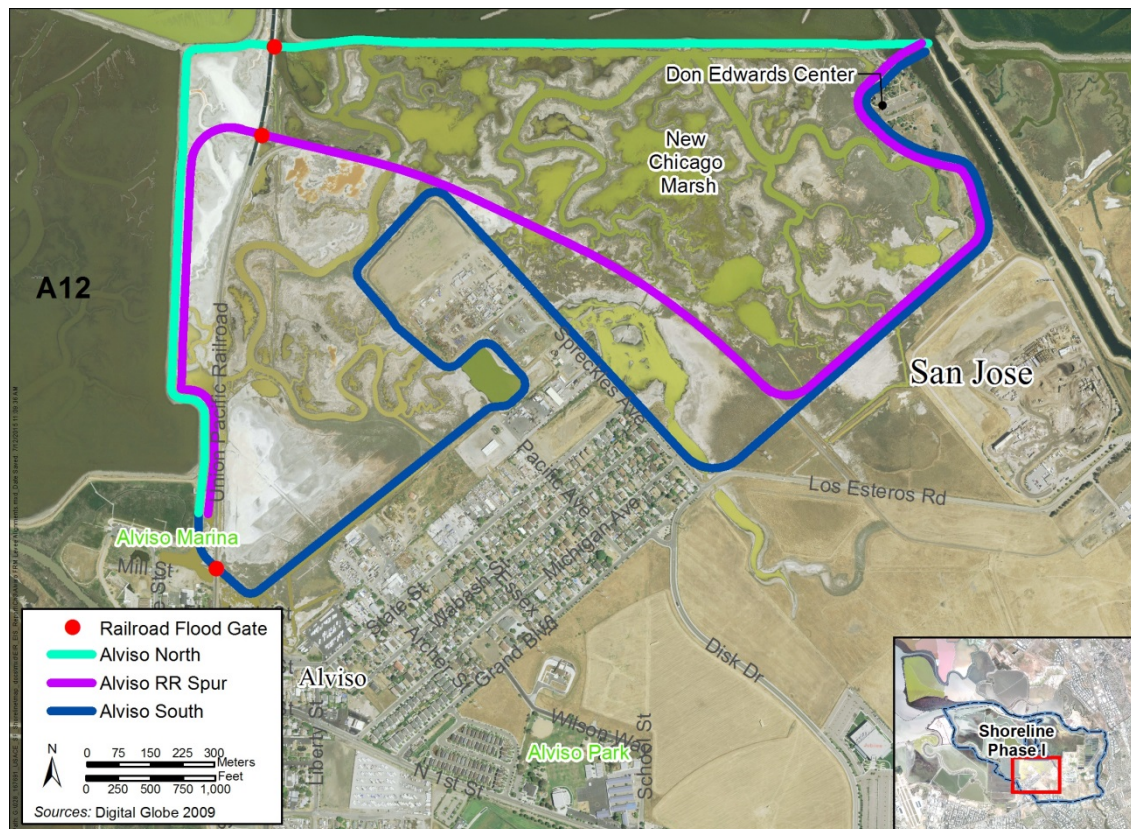 Don Edwards Center
New
Chicago
Marsh
A12
Union Pacific Railroad
Spreckles Ave
San Jose
Pacific Ave
Los Esteros Rd
Michigan Ave
Alviso Marina
Mill St
State St
Wabash St
Essex
Archer St
Grand Blvd
Disk Dr
Alviso
Liberty St
Wilson Way
Alviso Park
School St
N 1st St
Railroad Flood Gate
Alviso North
Alviso RR Spur
Alviso South
N
0 75 150 225 300
Meters
Feet
0 250 500 750 1,000
Sources: Digital Globe 2009
Shoreline
Phase I